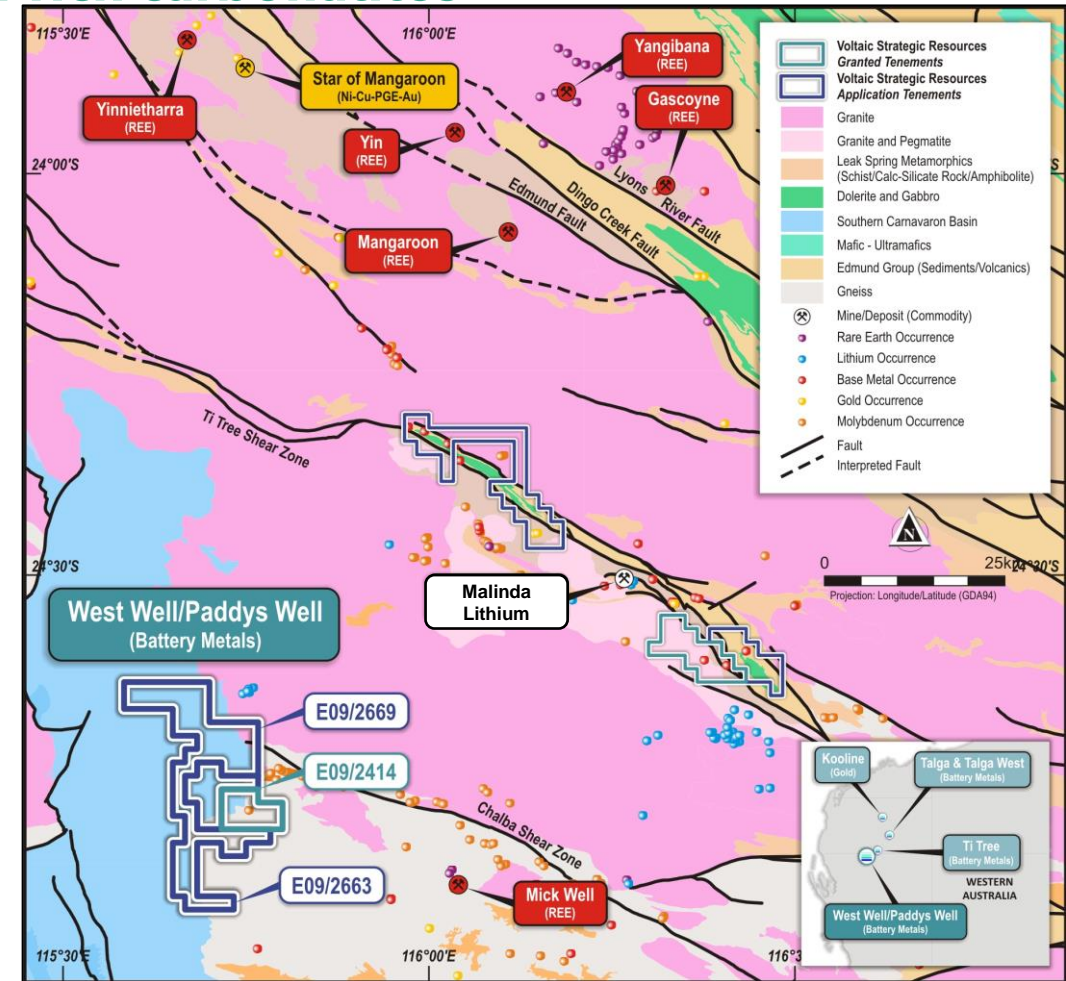 115°30'E
116°00'E
Yangibana
(REE)
Star of Mangaroon
(Ni-Cu-PGE-Au)
Yinnietharra
(REE)
Gascoyne
(REE)
Yin
(REE)
24°00'S
Lyons River Fault
Dingo Creek Fault
Edmund Fault
Mangaroon
(REE)
Voltaic Strategic Resources
Granted Tenements
Voltaic Strategic Resources
Application Tenements
Granite
Granite and Pegmatite
Leak Spring Metamorphics
(Schist/Calc-Silicate Rock/Amphibolite)
Dolerite and Gabbro
Southern Carnavaron Basin
Mafic - Ultramafics
Edmund Group (Sediments/Volcanics)
Gneiss
Mine/Deposit (Commodity)
Rare Earth Occurrence
Lithium Occurrence
Base Metal Occurrence
Gold Occurrence
Molybdenum Occurrence
Fault
Interpreted Fault
Ti Tree Shear Zone
N
24°30'S
0
25km
24°30'S
Projection: Longitude/Latitude (GDA94)
Malinda
Lithium
West Well/Paddys Well
(Battery Metals)
E09/2669
E09/2414
E09/2663
Chalba Shear Zone
Mick Well
(REE)
Kooline
(Gold)
Talga & Talga West
(Battery Metals)
Ti Tree
(Battery Metals)
WESTERN
AUSTRALIA
West Well/Paddys Well
(Battery Metals)
115°30'E
116°00'E